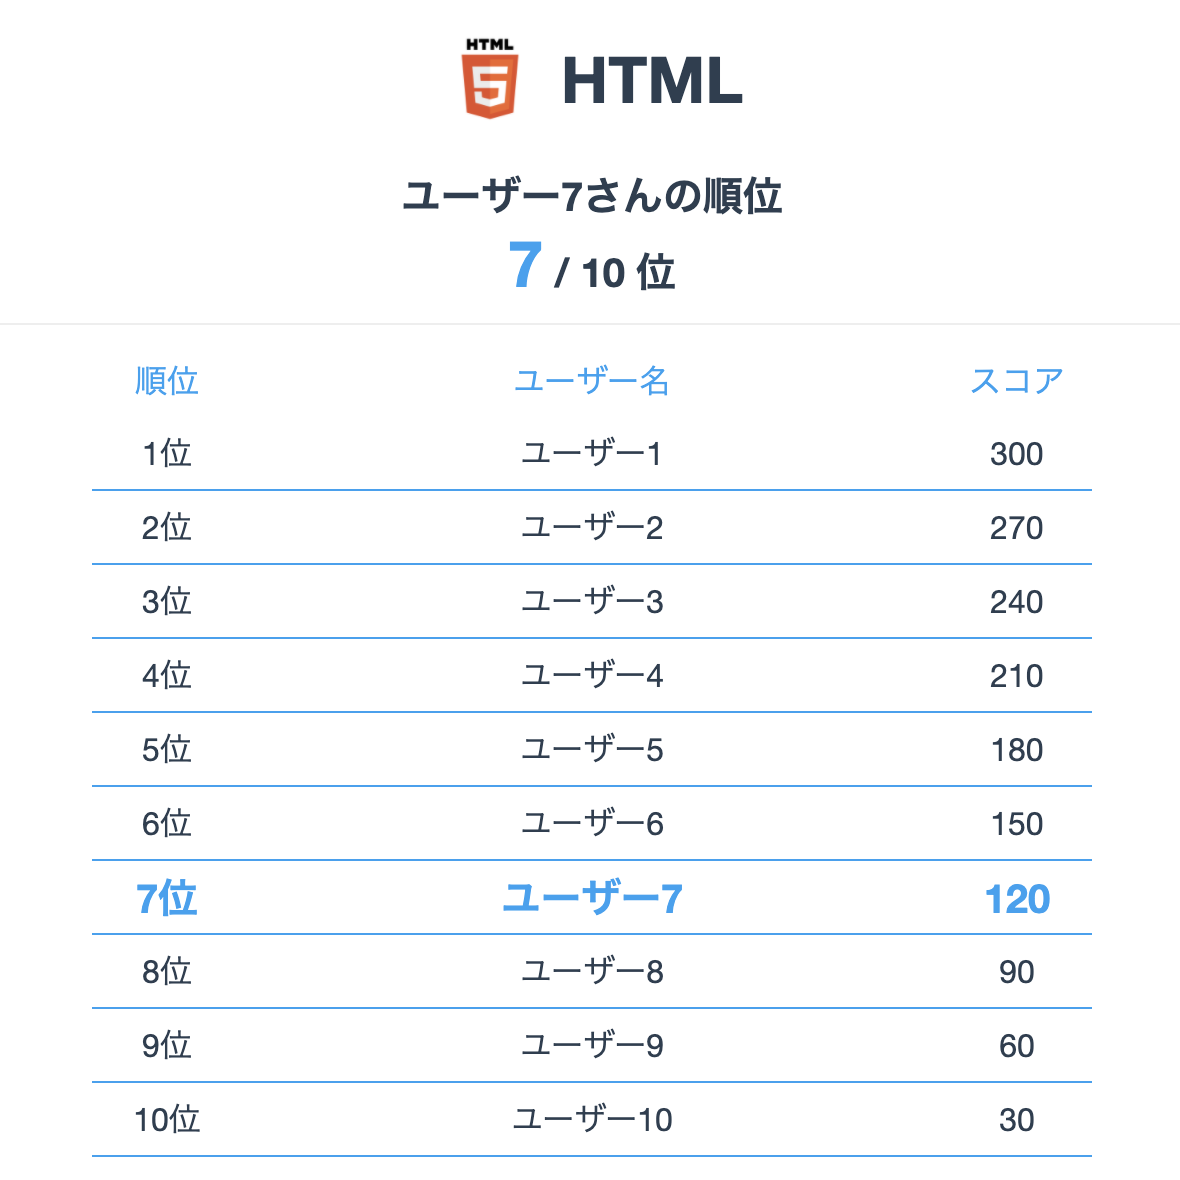 HTML
HTML
ユーザー7さんの順位
7 / 10 位
順位 ユーザー名 スコア
1位 ユーザー1 300
2位 ユーザー2 270
3位 ユーザー3 240
4位 ユーザー4 210
5位 ユーザー5 180
6位 ユーザー6 150
7位 ユーザー7 120
8位 ユーザー8 90
9位 ユーザー9 60
10位 ユーザー10 30